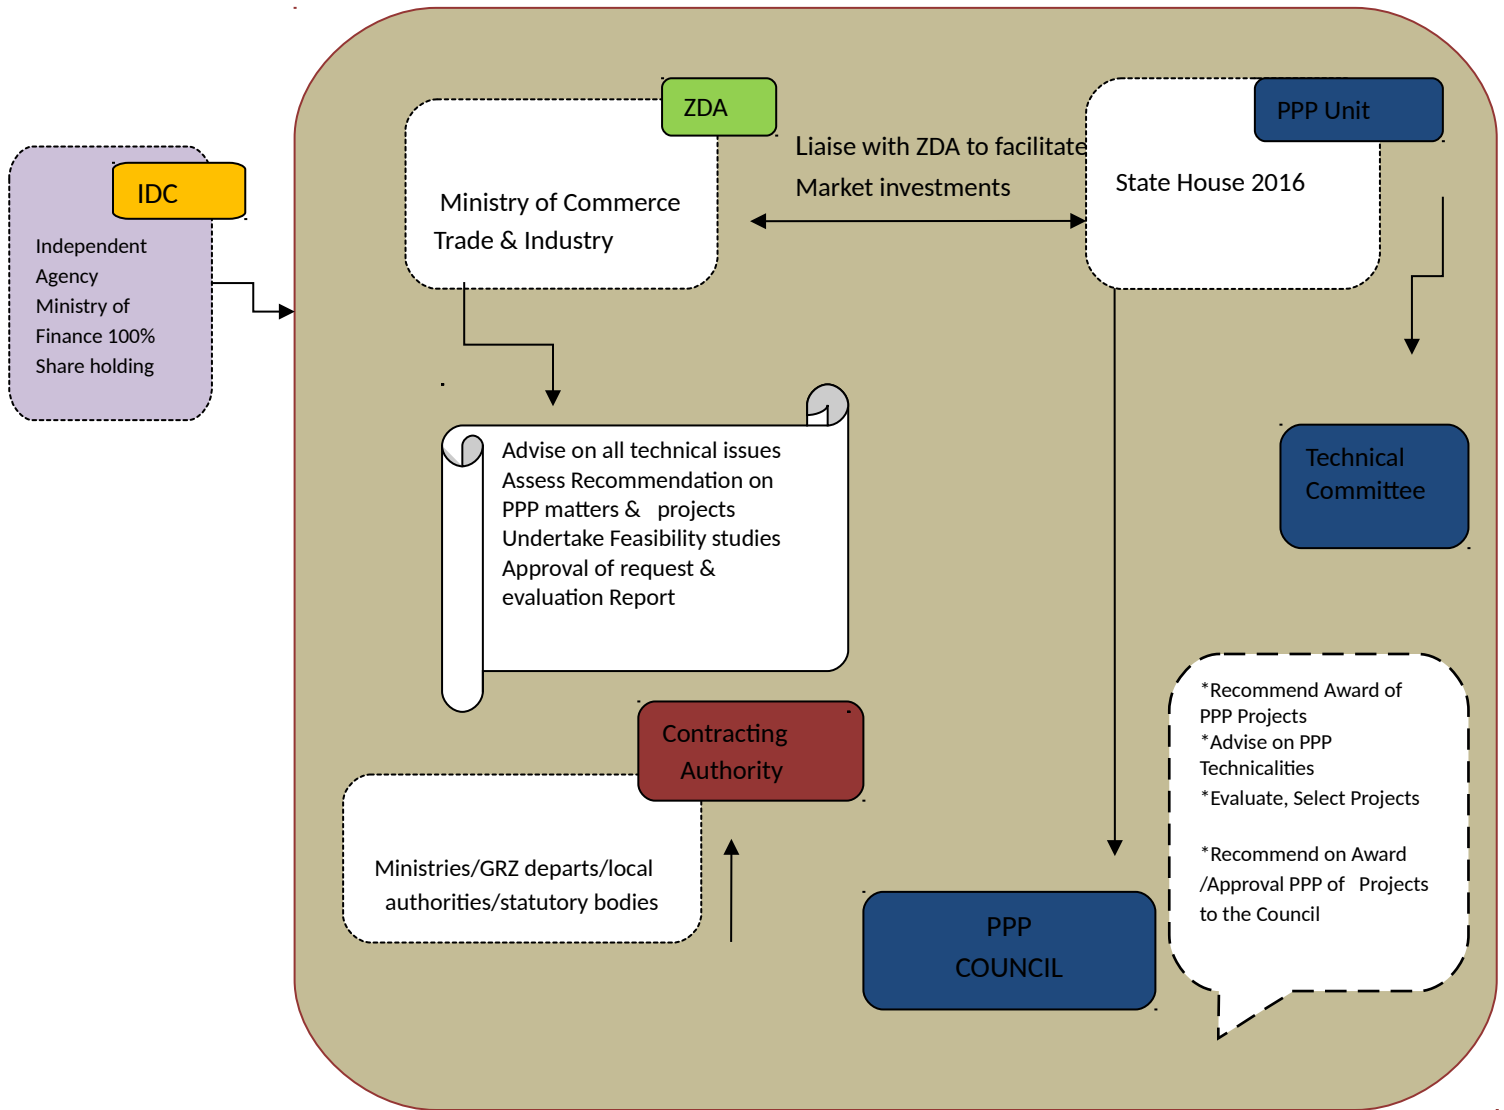 IDC
Independent
Agency
Ministry of
Finance 100%
Share holding
ZDA
Ministry of Commerce
Trade & Industry
Liaise with ZDA to facilitate
Market investments
PPP Unit
State House 2016
Advise on all technical issues
Assess Recommendation on
PPP matters & projects
Undertake Feasibility studies
Approval of request &
evaluation Report
Technical
Committee
Contracting
Authority
Ministries/GRZ departs/local
authorities/statutory bodies
PPP
COUNCIL
*Recommend Award of
PPP Projects
*Advise on PPP
Technicalities
*Evaluate, Select Projects
*Recommend on Award
/Approval PPP of Projects
to the Council